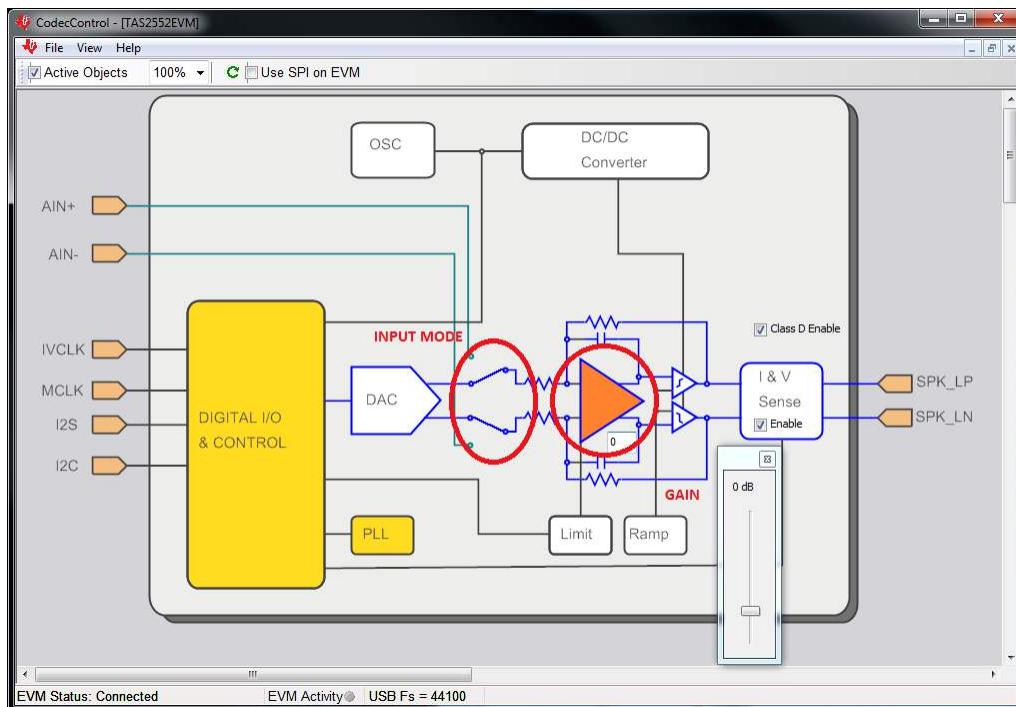 CodecControl - [TAS2552EVM]
File View Help
Active Objects 100% Use SPI on EVM
OSC
DC/DC
Converter
AIN+
AIN-
INPUT MODE
Class D Enable
IVCLK
MCLK
I2S
I2C
DIGITAL I/O
& CONTROL
DAC
0
I & V
Sense
Enable
SPK_LP
SPK_LN
GAIN
0 dB
PLL
Limit
Ramp
EVM Status: Connected EVM Activity USB Fs = 44100